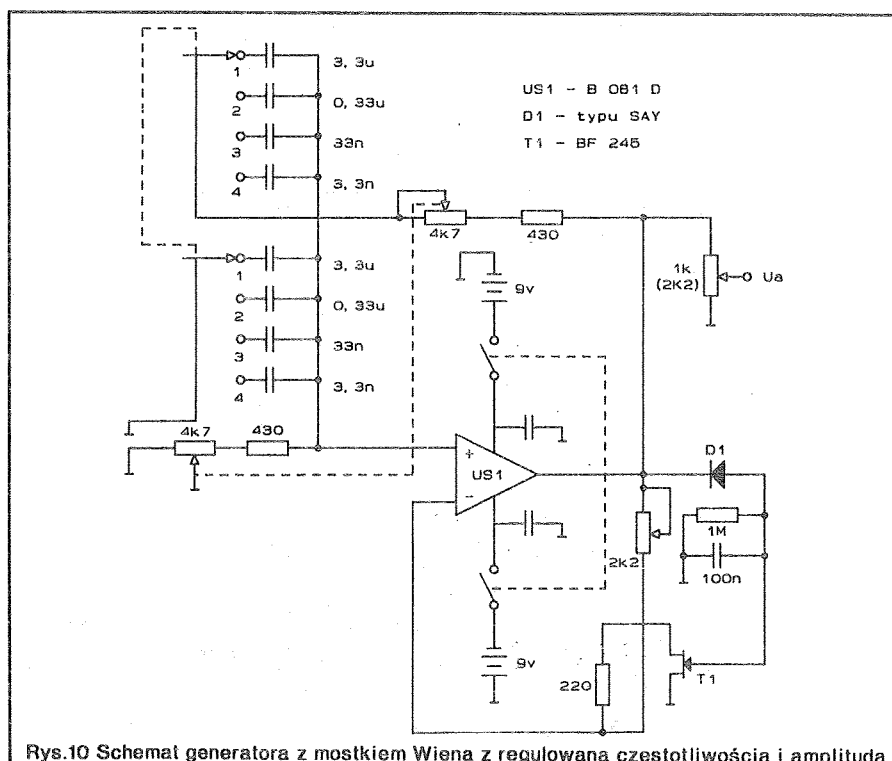 1
3, 3u
2
0, 33u
3
33n
4
3, 3n
US1 - B 081 D
D1 - typu SAY
T1 - BF 245
4k7
430
1k
(2K2)
Ua
1
3, 3u
2
0, 33u
3
33n
4
3, 3n
9v
4k7
430
+
US1
-
D1
1M
100n
2k2
9v
220
T1
Rys.10 Schemat generatora z mostkiem Wiena z regulowaną częstotliwością i amplitudą